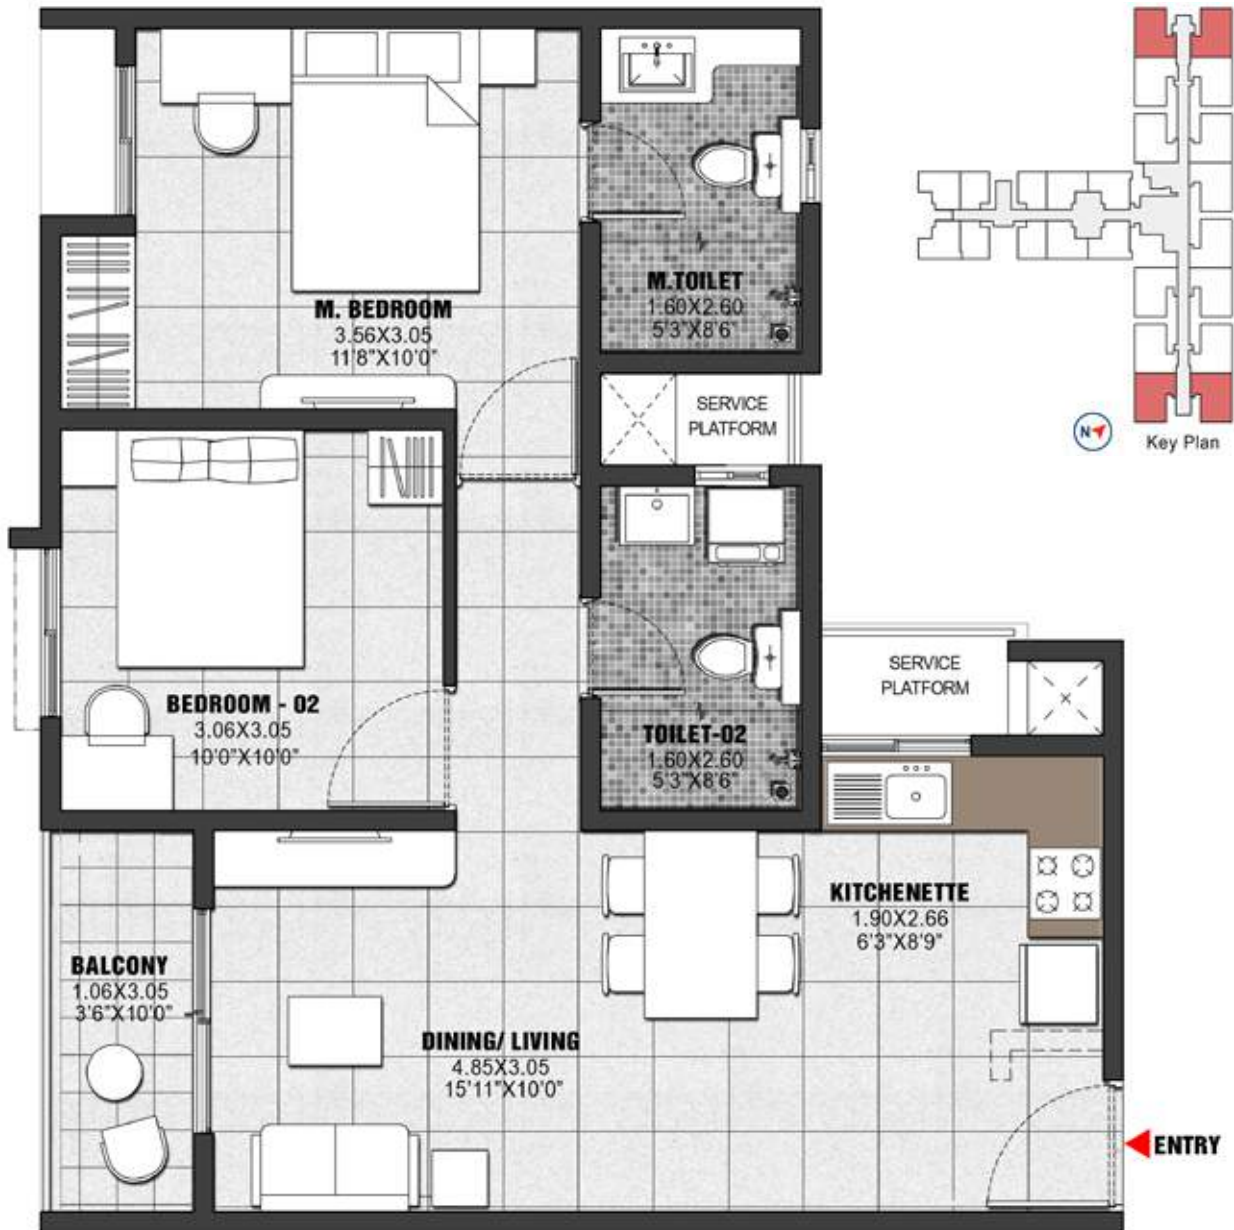 M. BEDROOM
3.56X3.05
11'8"X10'0"
M.TOILET
1.60X2.60
5'3"X8'6"
N
Key Plan
SERVICE
PLATFORM
BEDROOM - 02
3.06X3.05
10'0"X10'0"
TOILET-02
1.60X2.60
5'3"X8'6"
SERVICE
PLATFORM
KITCHENETTE
1.90X2.66
6'3"X8'9"
BALCONY
1.06X3.05
3'6"X10'0"
DINING/ LIVING
4.85X3.05
15'11"X10'0"
ENTRY